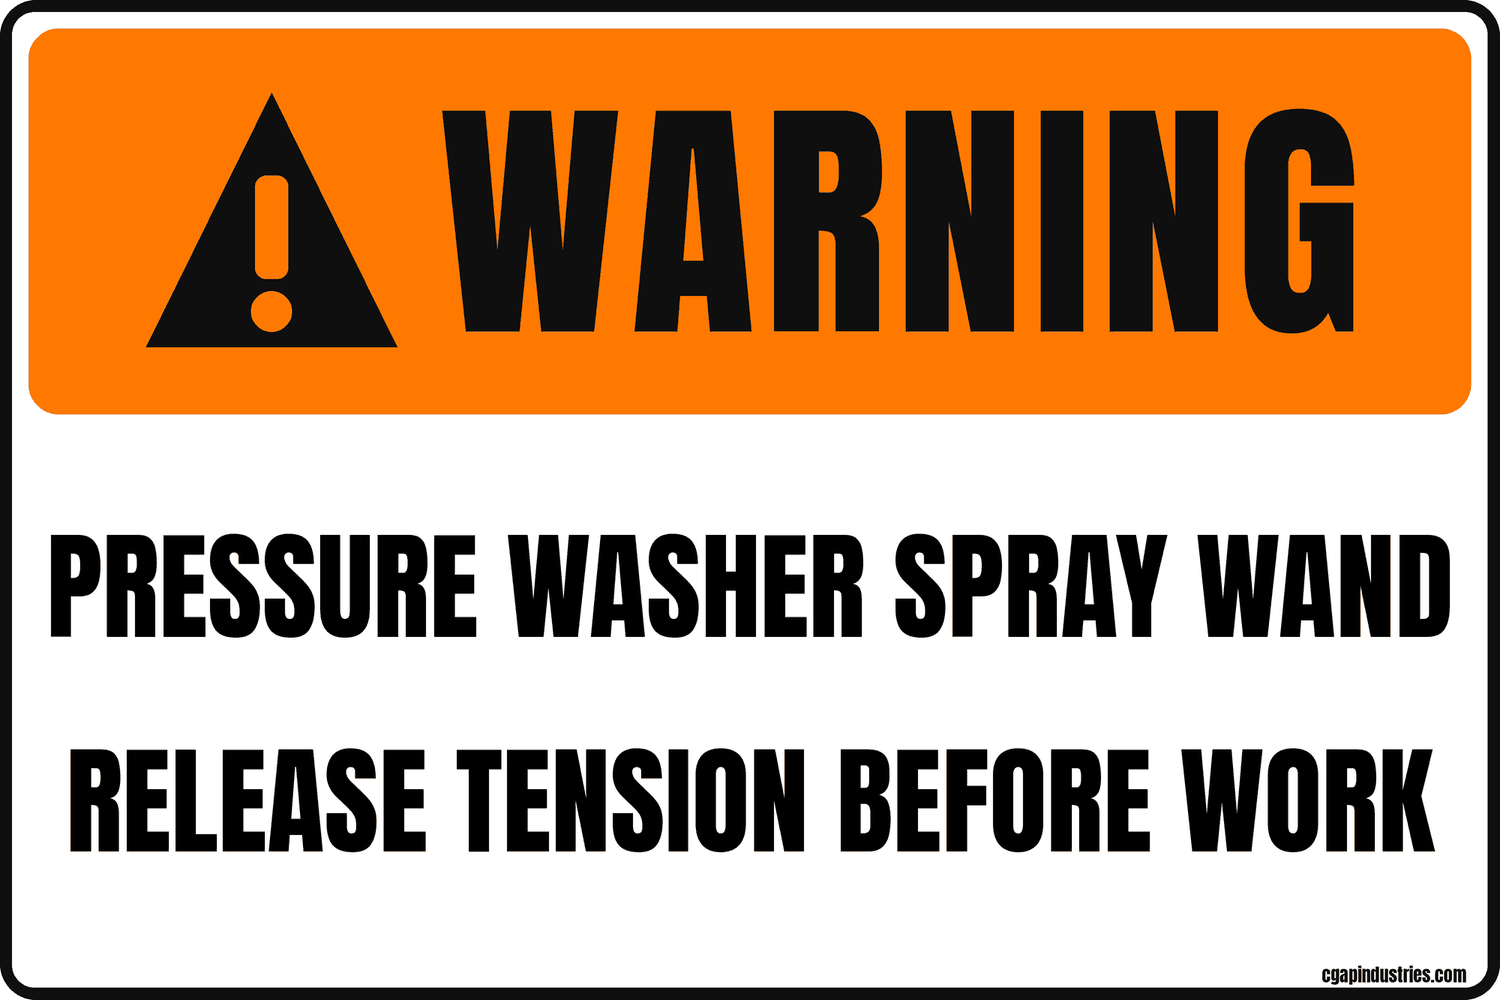 WARNING
PRESSURE WASHER SPRAY WAND
RELEASE TENSION BEFORE WORK
cgapindustries.com